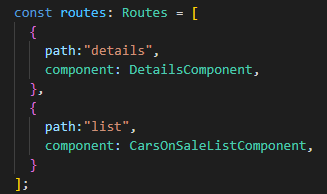 const routes: Routes = [
{
path:"details",
component: DetailsComponent,
},
{
path:"list",
component: CarsOnSaleListComponent,
}
];